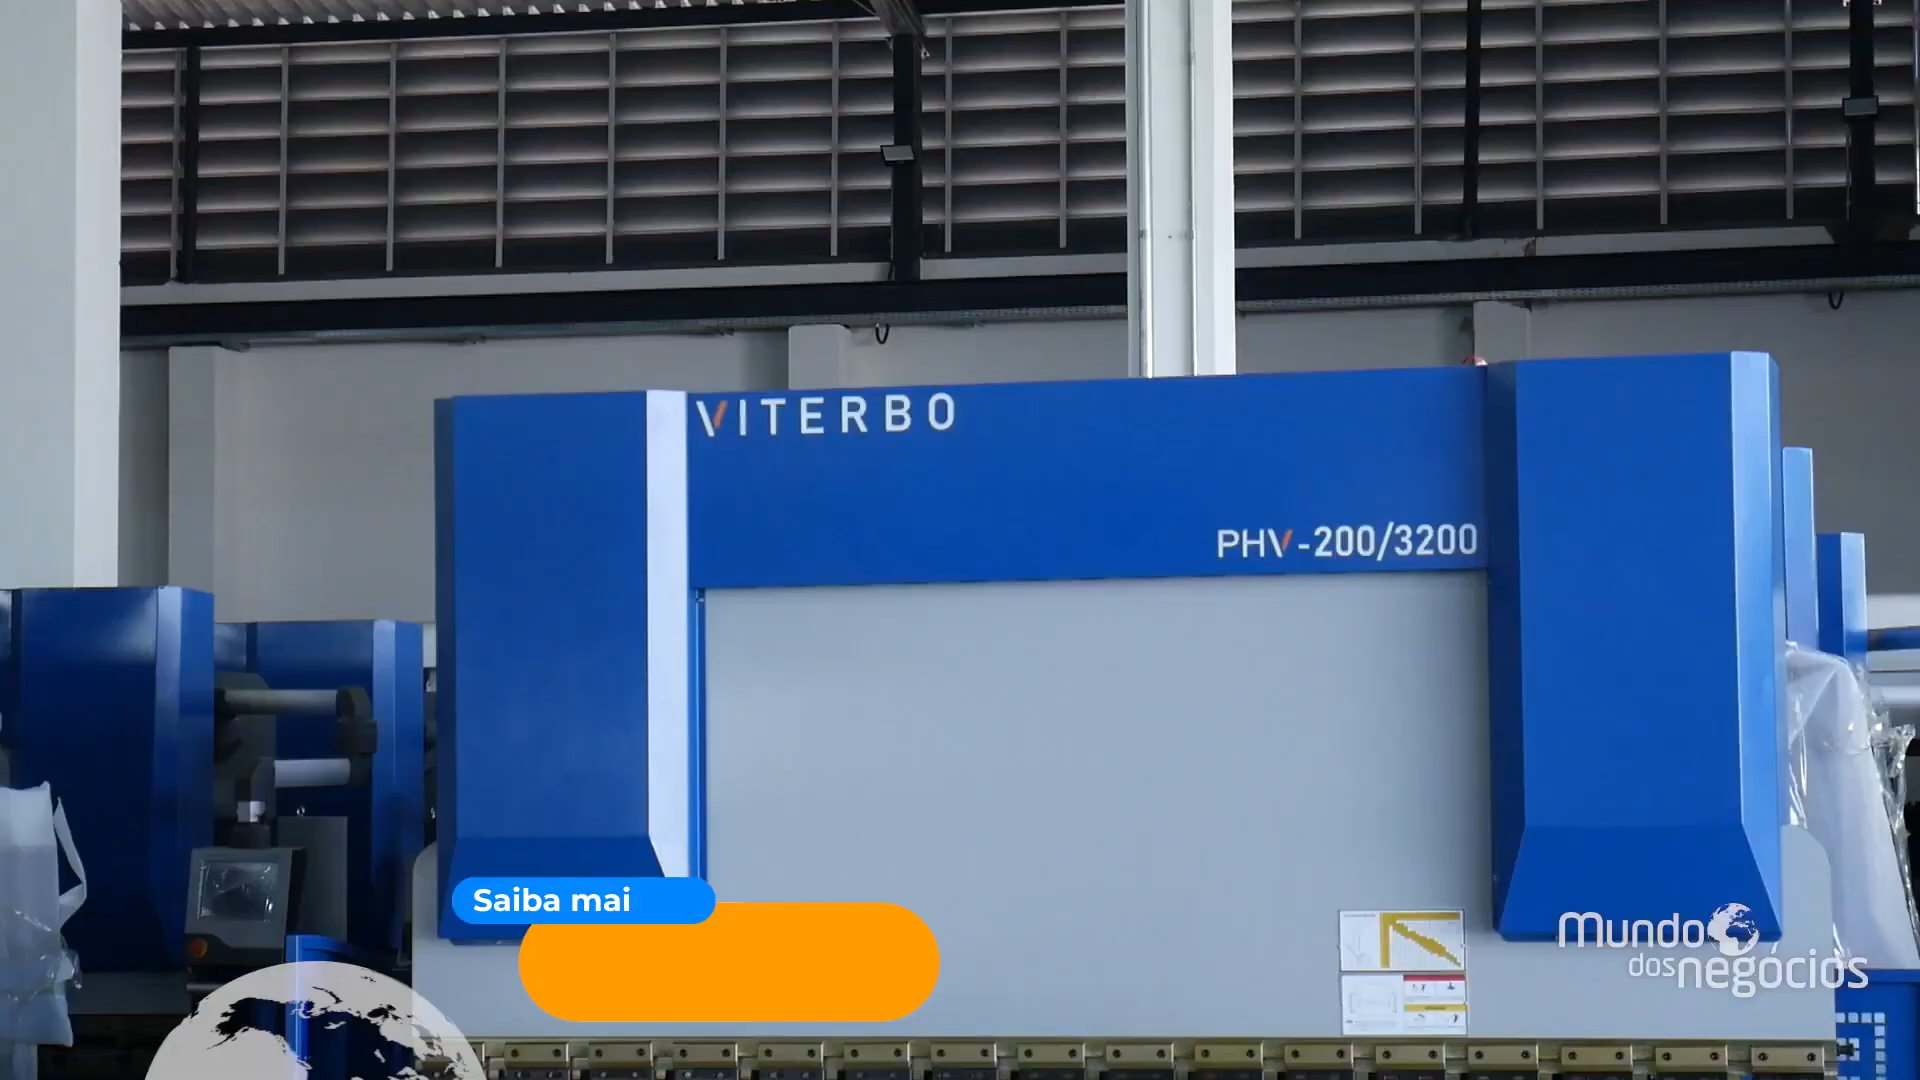 VITERBO
PHV-200/3200
Saiba mai
Mundo
dos negócios